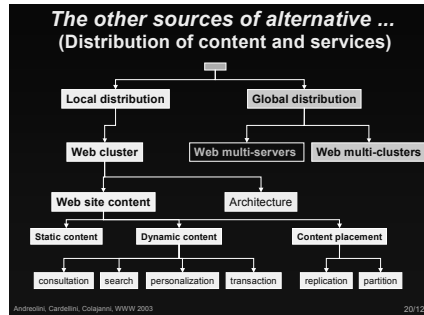 The other sources of alternative ...
(Distribution of content and services)
Local distribution
Global distribution
Web cluster
Web multi-servers
Web multi-clusters
Web site content
Architecture
Static content
Dynamic content
Content placement
consultation
search
personalization
transaction
replication
partition
Andreolini, Cardellini, Colajanni, WWW 2003
20/12